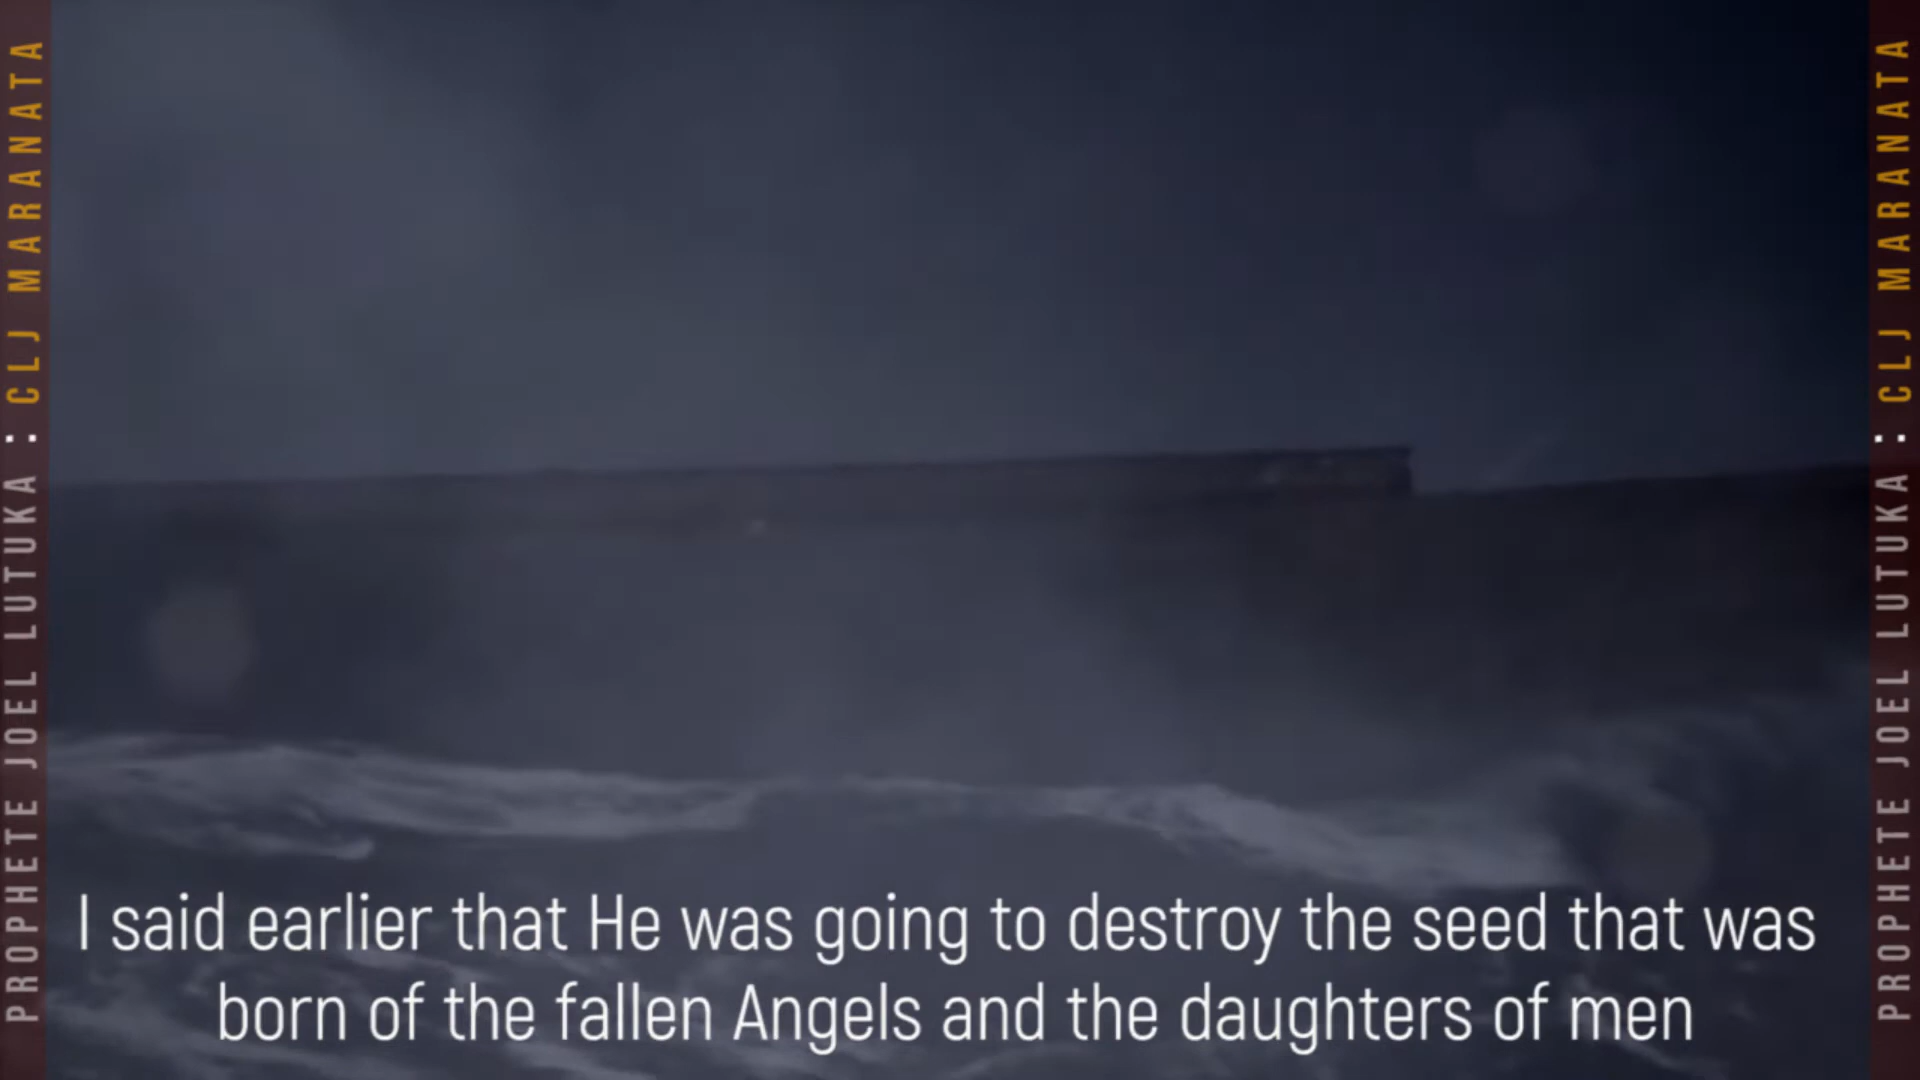 PROPHETE JOEL LUTUKA : CLJ MARANATA
I said earlier that He was going to destroy the seed that was
born of the fallen Angels and the daughters of men
PROPHETE JOEL LUTUKA : CLJ MARANATA